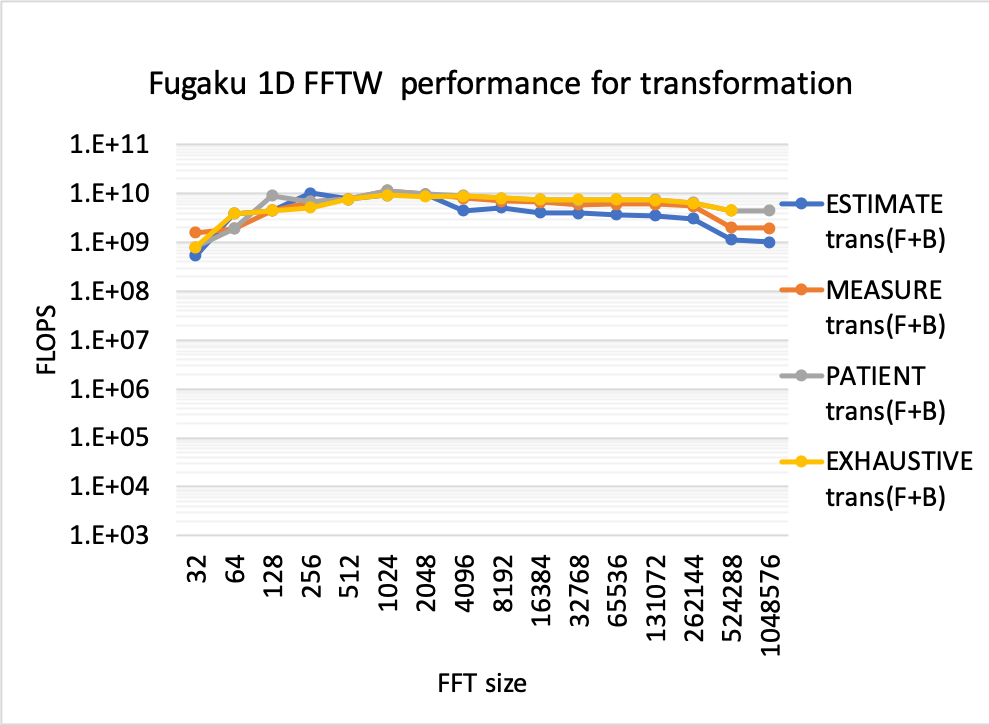 Fugaku 1D FFTW  performance for transformation
1.E+11
1.E+10
1.E+09
1.E+08
1.E+07
1.E+06
1.E+05
1.E+04
1.E+03
FLOPS
32
64
128
256
512
1024
2048
4096
8192
16384
32768
65536
131072
262144
524288
1048576
FFT size
ESTIMATE
trans(F+B)
MEASURE
trans(F+B)
PATIENT
trans(F+B)
EXHAUSTIVE
trans(F+B)